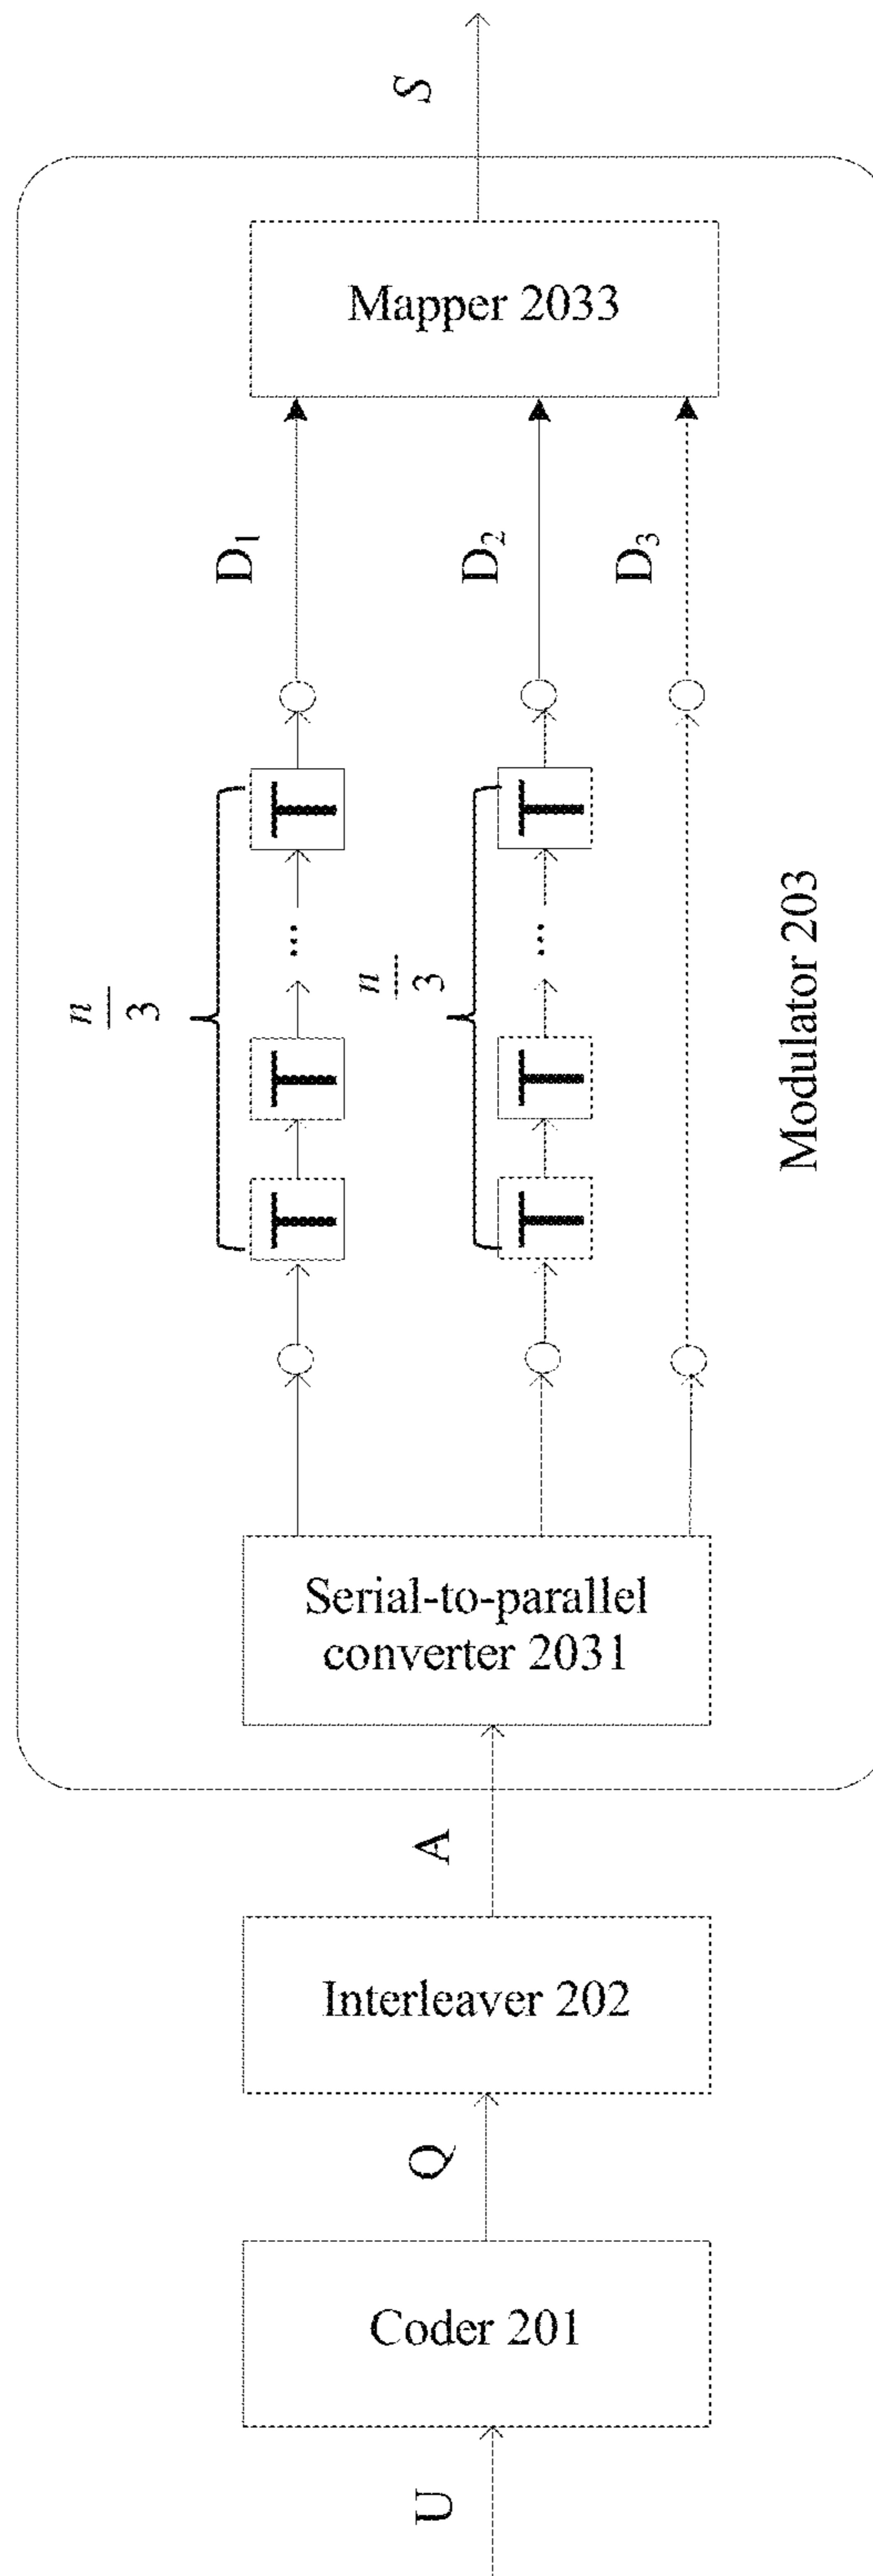 S
Mapper 2033
D₁
D₂
D₃
n
3
T
T
...
T
n
3
T
T
...
T
Modulator 203
Serial-to-parallel
converter 2031
A
Interleaver 202
Q
Coder 201
U